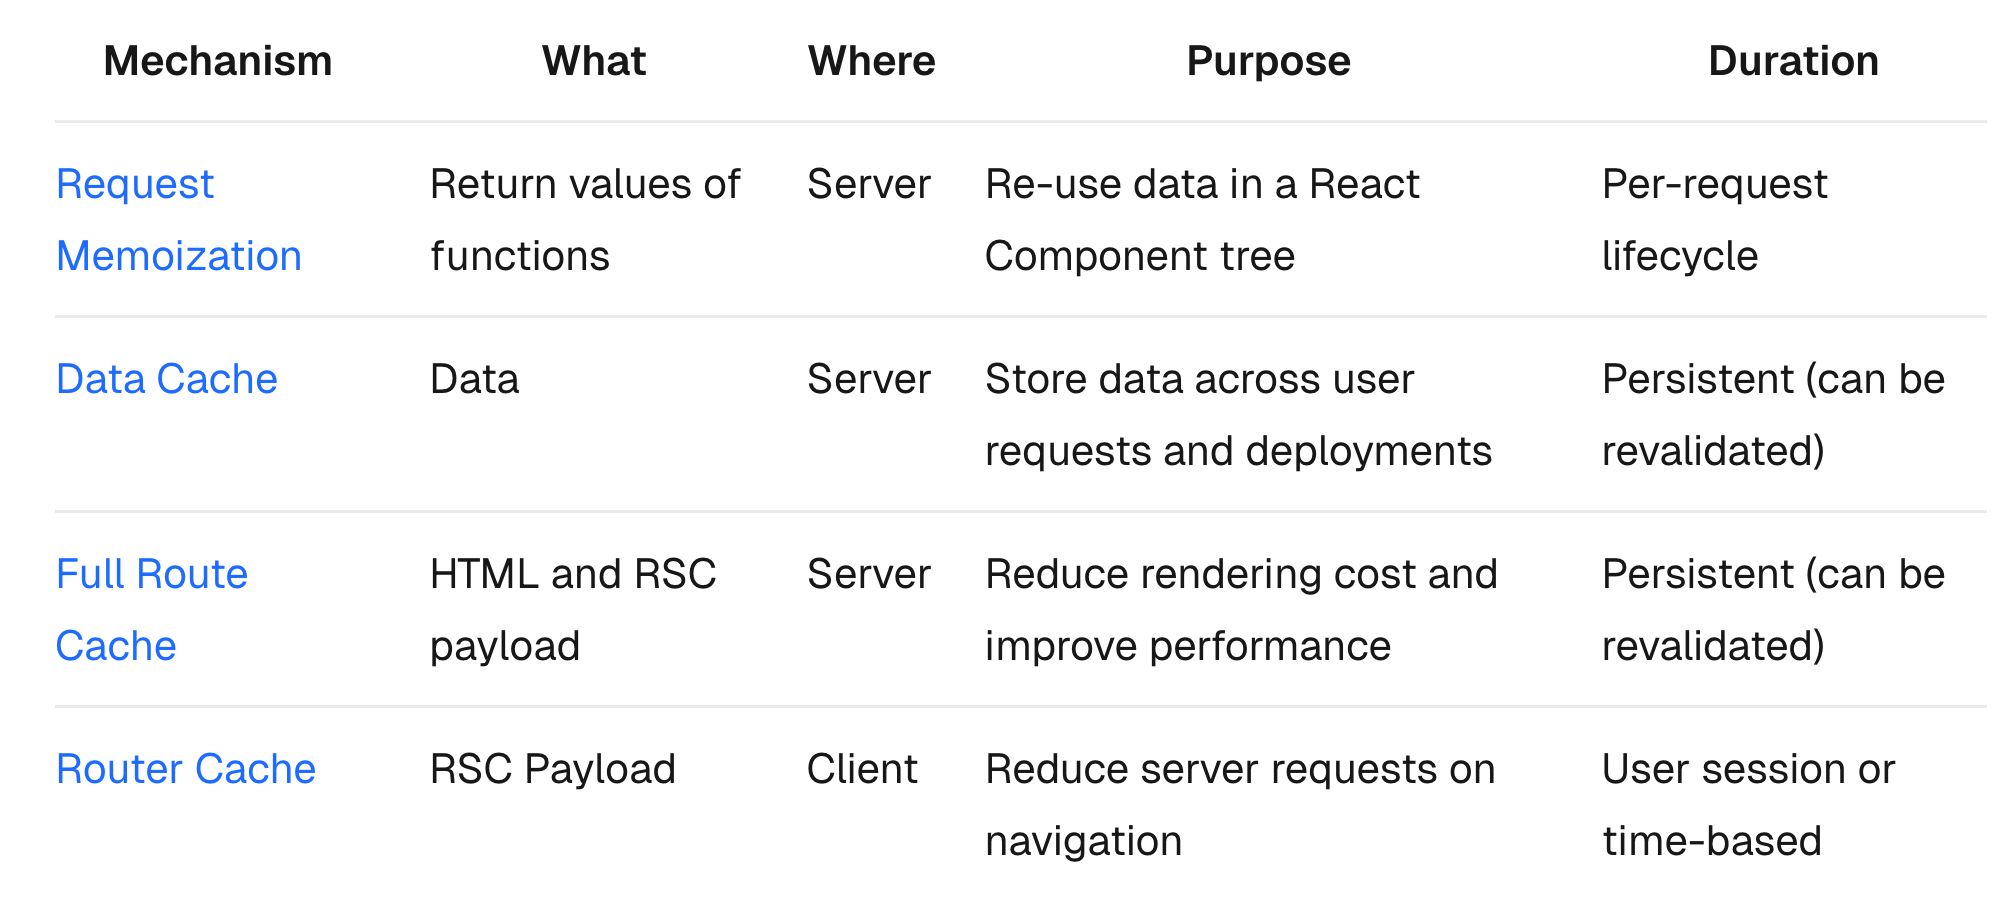 Mechanism What Where Purpose Duration
Request Return values of Server Re-use data in a React Per-request
Memoization functions Component tree lifecycle
Data Cache Data Server Store data across user Persistent (can be
requests and deployments revalidated)
Full Route HTML and RSC Server Reduce rendering cost and Persistent (can be
Cache payload improve performance revalidated)
Router Cache RSC Payload Client Reduce server requests on User session or
navigation time-based